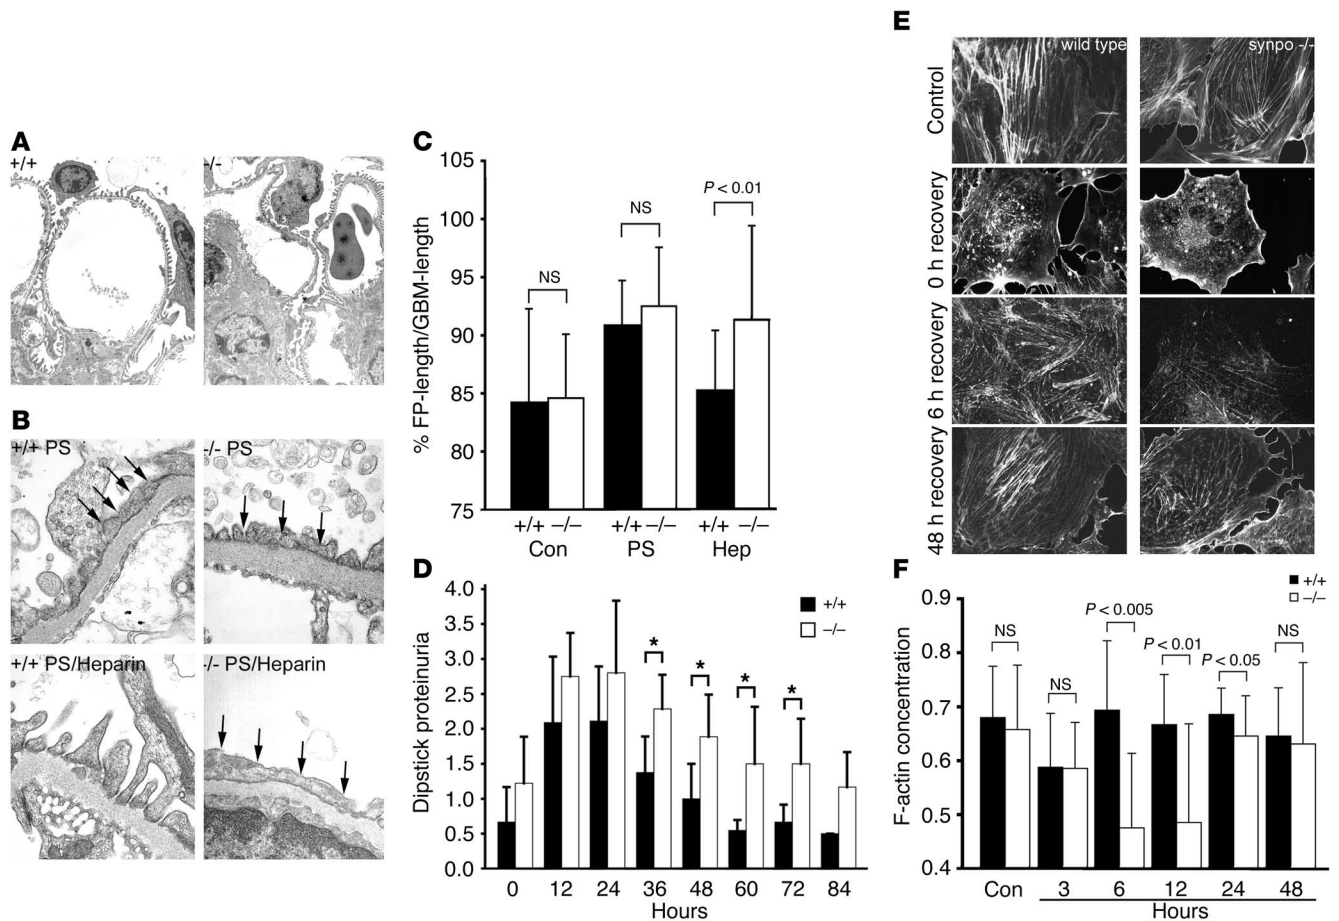 A
+/+
-/-
B
+/+ PS
-/- PS
+/+ PS/Heparin
-/- PS/Heparin
C
105
100
95
90
85
80
75
% FP-length/GBM-length
NS
NS
P < 0.01
+/+ –/– +/+ –/– +/+ –/–
Con PS Hep
D
4.0
3.5
3.0
2.5
2.0
1.5
1.0
0.5
0.0
Dipstick proteinuria
+/+
–/–
* * * *
0 12 24 36 48 60 72 84
Hours
E
wild type
synpo -/-
Control
0 h recovery
6 h recovery
48 h recovery
F
+/+
–/–
0.9
0.8
0.7
0.6
0.5
0.4
F-actin concentration
NS
NS
P < 0.005
P < 0.01
P < 0.05
NS
Con 3 6 12 24 48
Hours